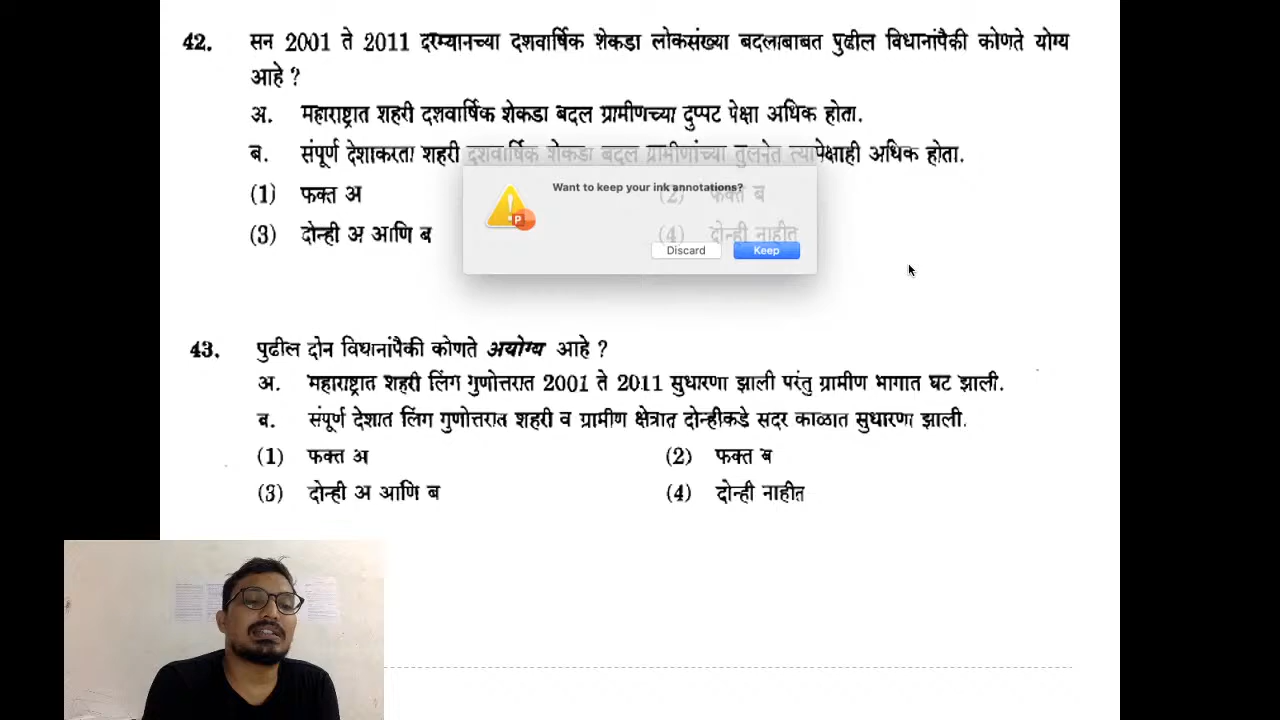 42. सन 2001 ते 2011 दरम्यानच्या दशवार्षिक शेकडा लोकसंख्या बदलाबाबत पुढील विधानांपैकी कोणते योग्य
आहे ?
अ. महाराष्ट्रात शहरी दशवार्षिक शेकडा बदल ग्रामीणच्या दुप्पट पेक्षा अधिक होता.
ब. संपूर्ण देशाकरता शहरी दशवार्षिक शेकडा बदल ग्रामीणांच्या तुलनेत त्यापेक्षाही अधिक होता.
Want to keep your ink annotations?
(1) फक्त अ (2) फक्त ब
(3) दोन्ही अ आणि ब (4) दोन्ही नाहीत
Discard Keep
43. पुढील दोन विधानांपैकी कोणते अयोग्य आहे ?
अ. महाराष्ट्रात शहरी लिंग गुणोत्तरात 2001 ते 2011 सुधारणा झाली परंतु ग्रामीण भागात घट झाली.
ब. संपूर्ण देशात लिंग गुणोत्तरात शहरी व ग्रामीण क्षेत्रात दोन्हीकडे सदर काळात सुधारणा झाली.
(1) फक्त अ (2) फक्त ब
(3) दोन्ही अ आणि ब (4) दोन्ही नाहीत